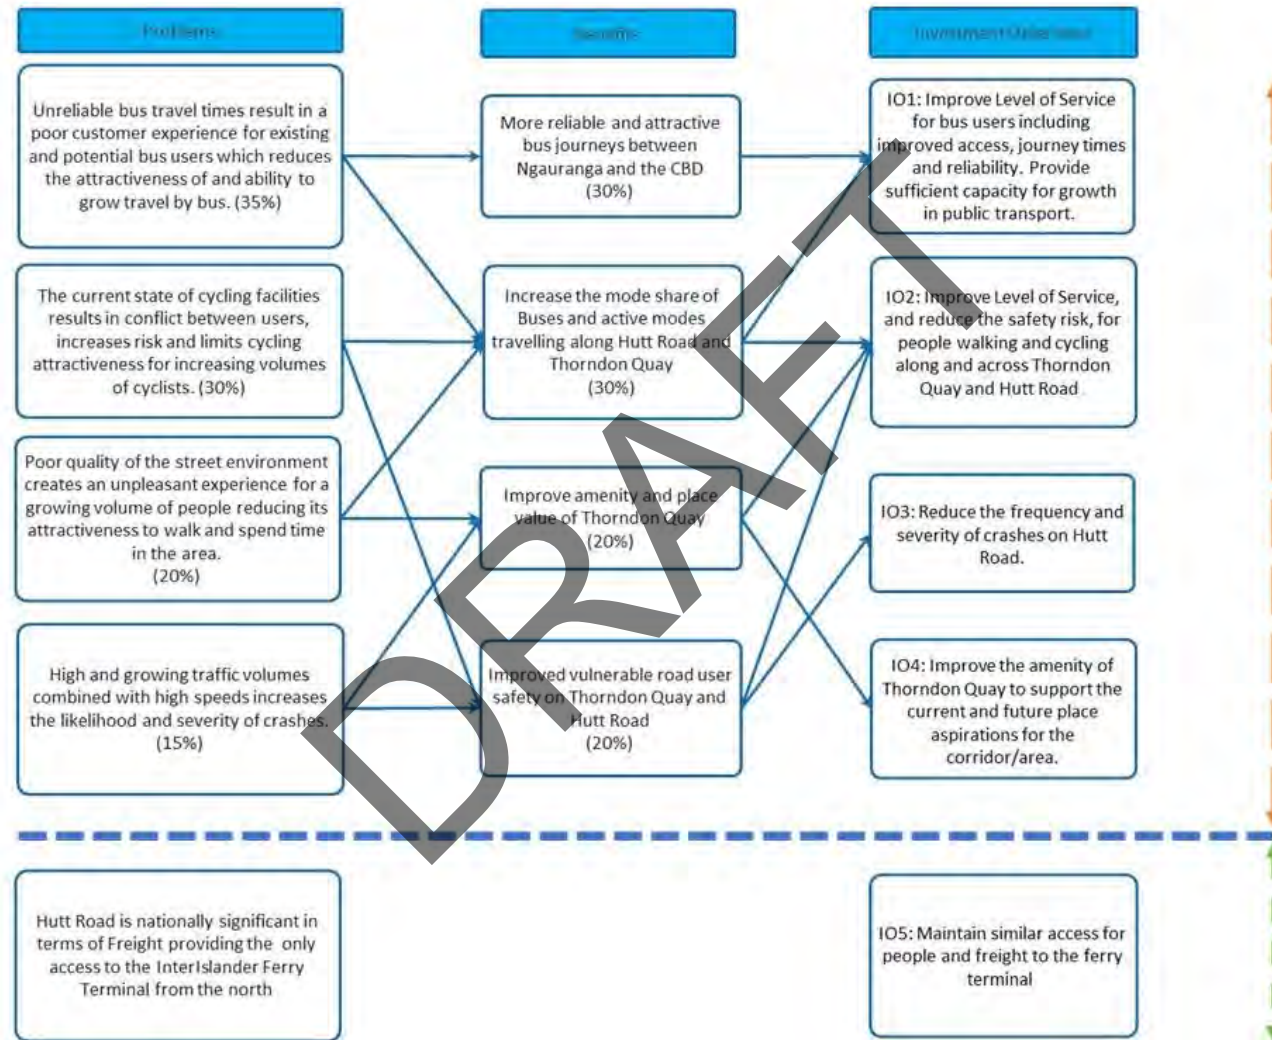 Problems
Benefits
Investment Objectives
Unreliable bus travel times result in a
poor customer experience for existing
and potential bus users which reduces
the attractiveness of and ability to
grow travel by bus. (35%)
The current state of cycling facilities
results in conflict between users,
increases risk and limits cycling
attractiveness for increasing volumes
of cyclists. (30%)
Poor quality of the street environment
creates an unpleasant experience for a
growing volume of people reducing its
attractiveness to walk and spend time
in the area.
(20%)
High and growing traffic volumes
combined with high speeds increases
the likelihood and severity of crashes.
(15%)
Hutt Road is nationally significant in
terms of Freight providing the only
access to the InterIslander Ferry
Terminal from the north
More reliable and attractive
bus journeys between
Ngauranga and the CBD
(30%)
Increase the mode share of
Buses and active modes
travelling along Hutt Road and
Thorndon Quay
(30%)
Improve amenity and place
value of Thorndon Quay
(20%)
Improved vulnerable road user
safety on Thorndon Quay and
Hutt Road
(20%)
IO1: Improve Level of Service
for bus users including
improved access, journey times
and reliability. Provide
sufficient capacity for growth
in public transport.
IO2: Improve Level of Service,
and reduce the safety risk, for
people walking and cycling
along and across Thorndon
Quay and Hutt Road
IO3: Reduce the frequency and
severity of crashes on Hutt
Road.
IO4: Improve the amenity of
Thorndon Quay to support the
current and future place
aspirations for the
corridor/area.
IO5: Maintain similar access for
people and freight to the ferry
terminal
DRAFT